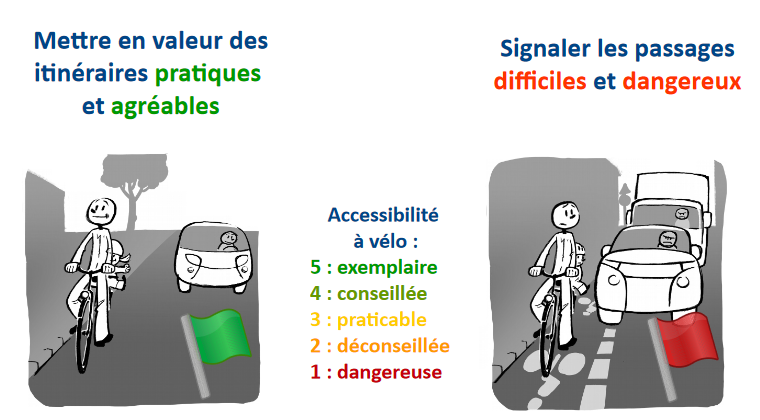 Mettre en valeur des
itinéraires pratiques
et agréables
Signaler les passages
difficiles et dangereux
Accessibilité
à vélo :
5 : exemplaire
4 : conseillée
3 : praticable
2 : déconseillée
1 : dangereuse